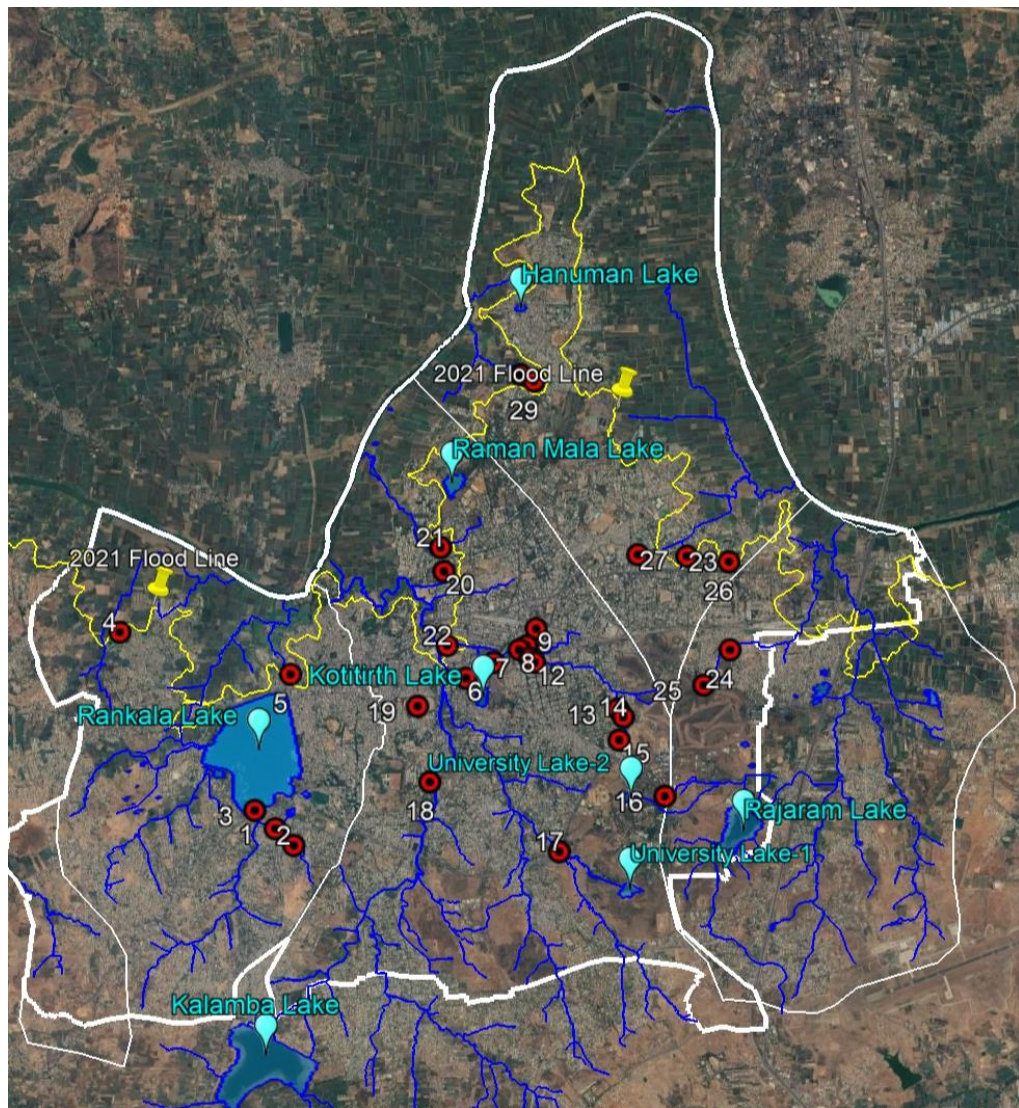 Hanuman Lake
2021 Flood Line
29
Raman Mala Lake
21
20
27
23
26
2021 Flood Line
4
22
9
8
12
7
Kotitirth Lake
6
5
19
25
24
Rankala Lake
14
13
15
University Lake-2
16
18
3
1
2
Rajaram Lake
17
University Lake-1
Kalamba Lake